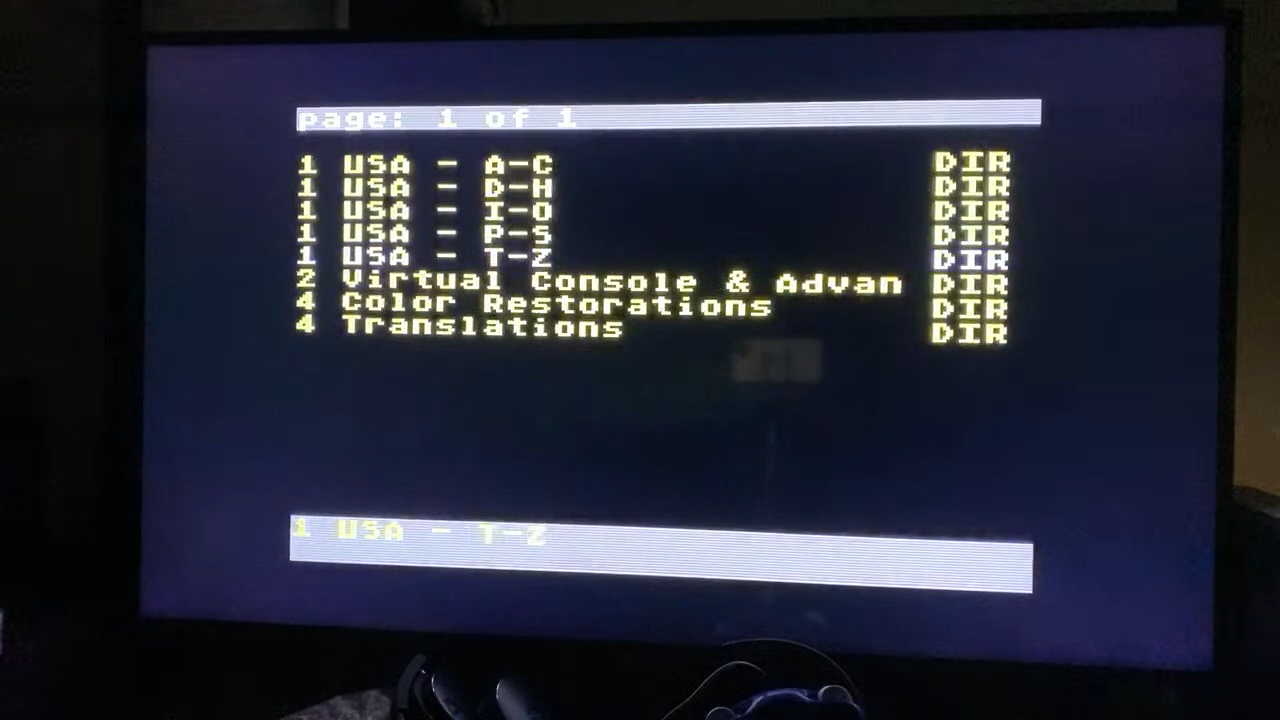 page: 1 of 1
1 USA - A-C DIR
1 USA - D-H DIR
1 USA - I-O DIR
1 USA - P-S DIR
1 USA - T-Z DIR
2 Virtual Console & Advan DIR
4 Color Restorations DIR
4 Translations DIR
1 USA - T-Z